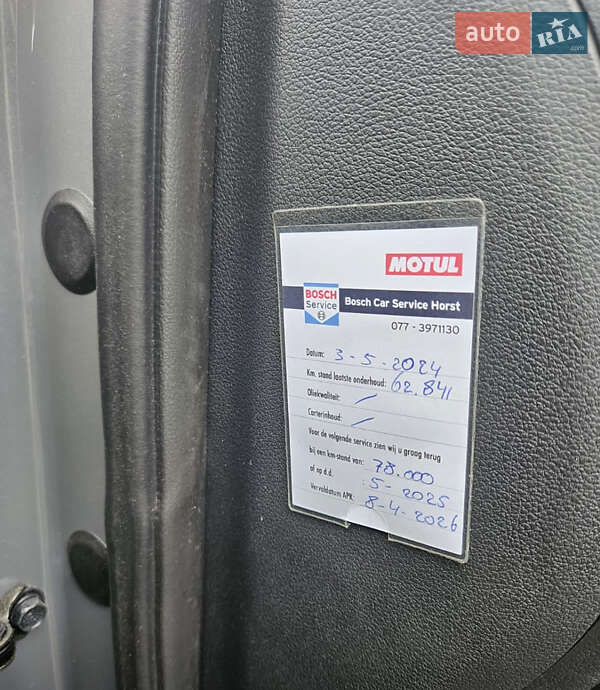 auto RIA .com
MOTUL
BOSCH
Service
Bosch Car Service Horst
077 - 3971130
Datum: 3-5-2024
Km. stand laatste onderhoud: 62.841
Oliekwaliteit: /
Carterinhoud: /
Voor de volgende service zien wij u graag terug
bij een km-stand van: 78.000
of op d.d. 5-2025
Vervaldatum APK: 8-4-2026